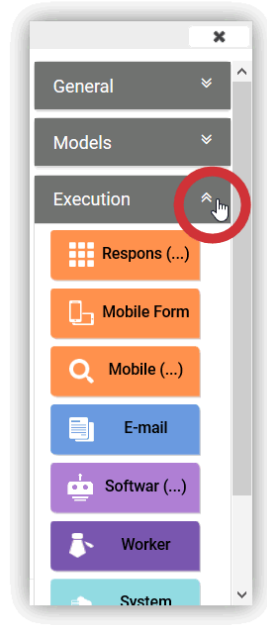 General
Models
Execution
Respons (...)
Mobile Form
Mobile (...)
E-mail
Softwar (...)
Worker
System